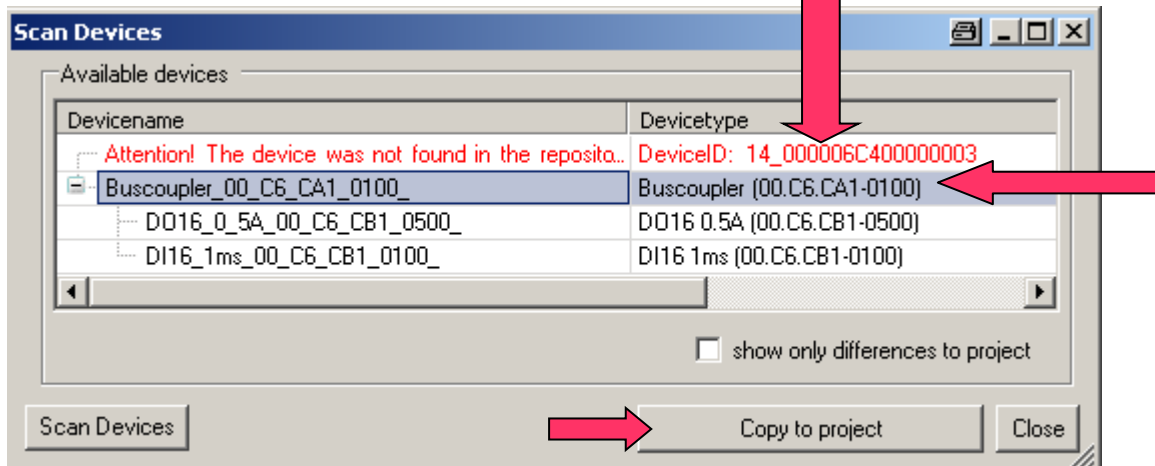 Scan Devices
Available devices
Devicename Devicetype
Attention! The device was not found in the reposito... DeviceID: 14_000006C400000003
Buscoupler_00_C6_CA1_0100_ Buscoupler (00.C6.CA1-0100)
DO16_0_5A_00_C6_CB1_0500_ DO16 0.5A (00.C6.CB1-0500)
DI16_1ms_00_C6_CB1_0100_ DI16 1ms (00.C6.CB1-0100)
show only differences to project
Scan Devices Copy to project Close